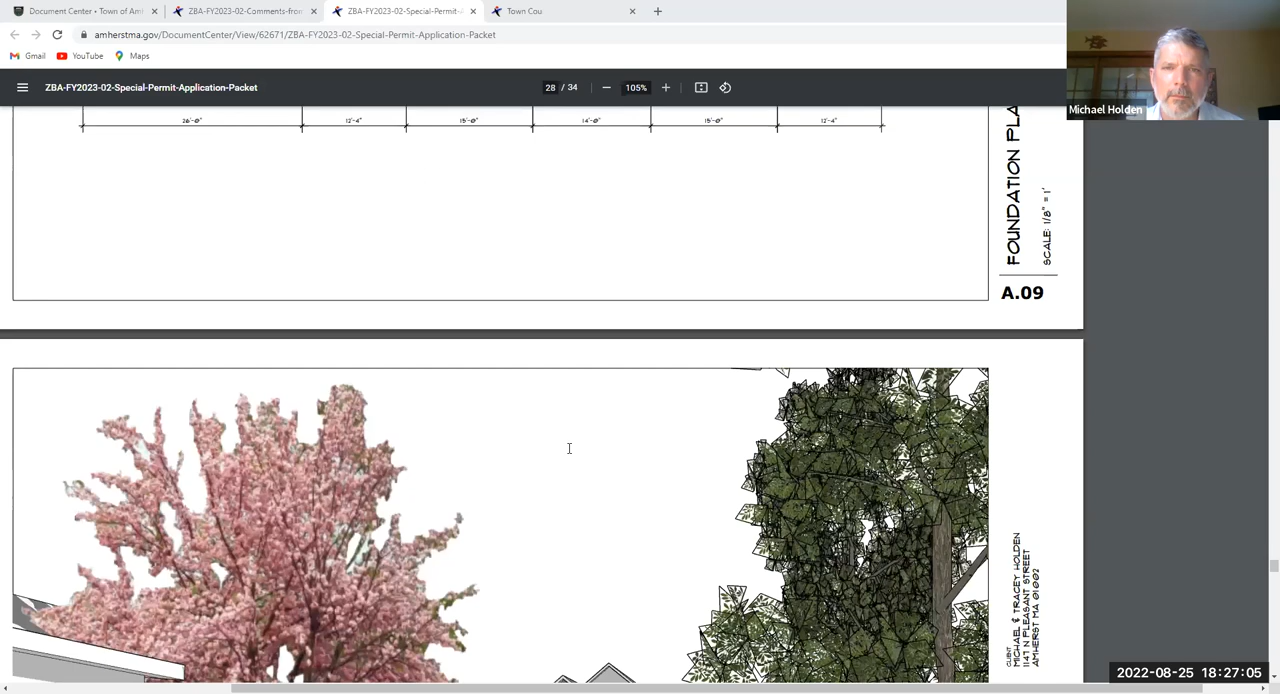 Document Center • Town of Am
ZBA-FY2023-02-Comments-from
ZBA-FY2023-02-Special-Permit-A
Town Cou
amherstma.gov/DocumentCenter/View/62671/ZBA-FY2023-02-Special-Permit-Application-Packet
Gmail
YouTube
Maps
ZBA-FY2023-02-Special-Permit-Application-Packet
28 / 34
105%
Michael Holden
26'-0"
12'-4"
15'-0"
14'-0"
15'-0"
12'-4"
FOUNDATION PLA
SCALE: 1/8" = 1'
A.09
CLIENT
MICHAEL & TRACEY HOLDEN
1147 N PLEASANT STREET
AMHERST MA 01002
2022-08-25 18:27:05